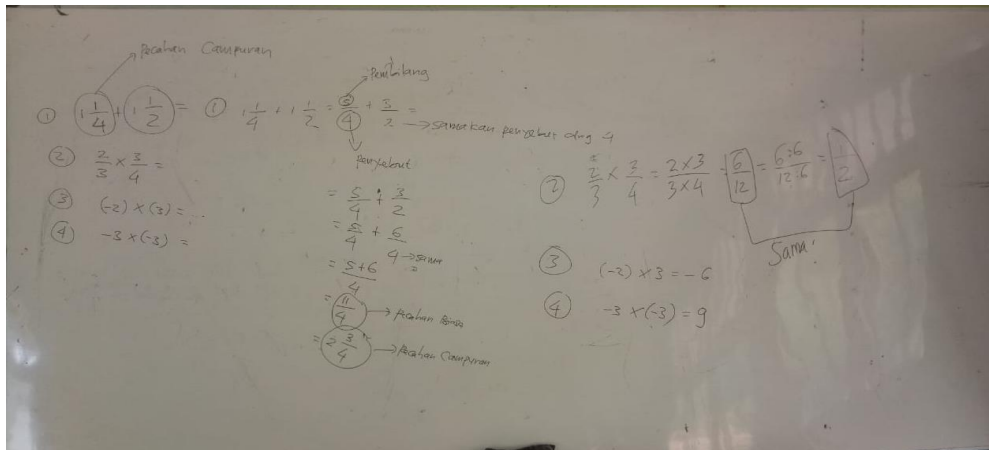 Pecahan Campuran
① 1 1/4 + 1 1/2 =
② 2/3 × 3/4 =
③ (-2) × (3) = ...
④ -3 × (-3) =
Pembilang
① 1 1/4 + 1 1/2 = 5/4 + 3/2 =
→ samakan penyebut dng 4
penyebut
= 5/4 + 3/2
= 5/4 + 6/4 → sama
= 5+6/4
= 11/4 → pecahan Biasa
= 2 3/4 → pecahan Campuran
② 2/3 × 3/4 = 2×3/3×4 = 6/12 = 6:6/12:6 = 1/2
Sama!
③ (-2) × 3 = -6
④ -3 × (-3) = 9